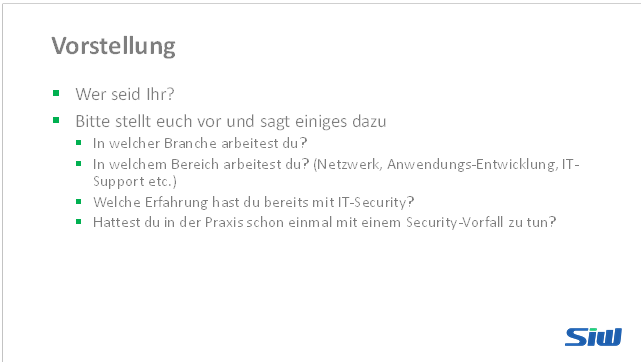 Vorstellung
Wer seid Ihr?
Bitte stellt euch vor und sagt einiges dazu
In welcher Branche arbeitest du?
In welchem Bereich arbeitest du? (Netzwerk, Anwendungs-Entwicklung, IT-
Support etc.)
Welche Erfahrung hast du bereits mit IT-Security?
Hattest du in der Praxis schon einmal mit einem Security-Vorfall zu tun?
SIW